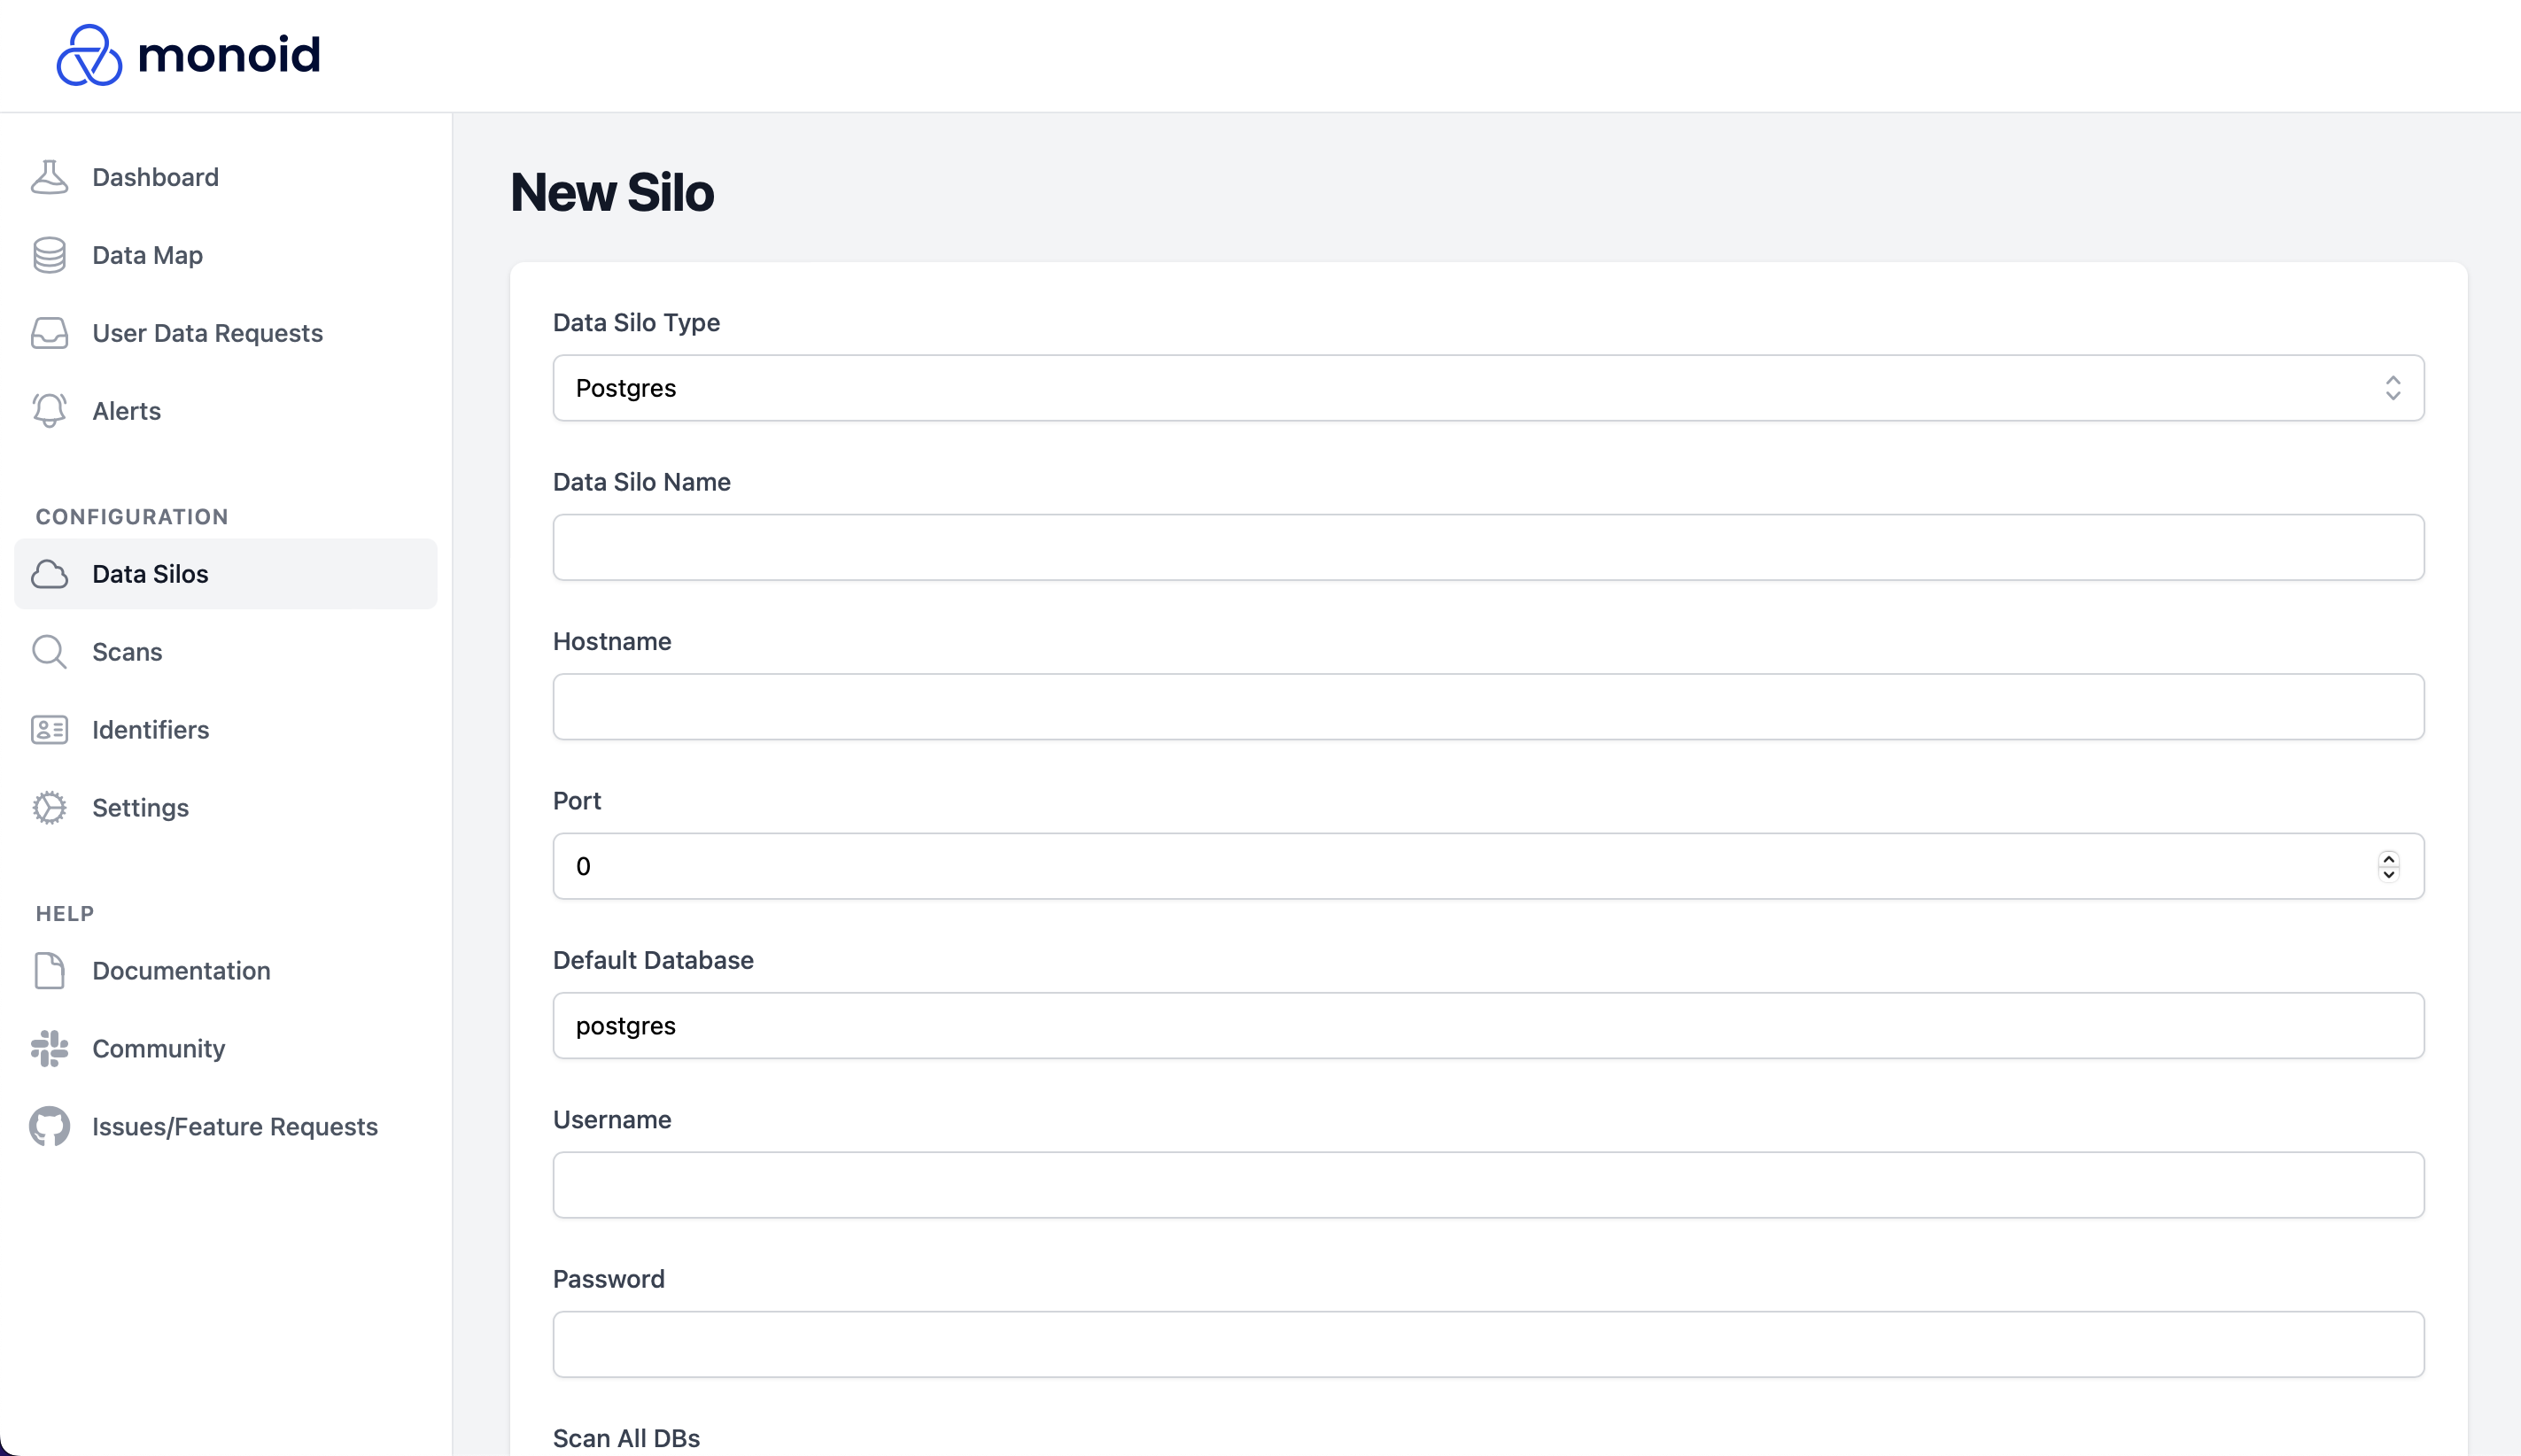 monoid
Dashboard
Data Map
User Data Requests
Alerts
CONFIGURATION
Data Silos
Scans
Identifiers
Settings
HELP
Documentation
Community
Issues/Feature Requests
New Silo
Data Silo Type
Postgres
Data Silo Name
Hostname
Port
0
Default Database
postgres
Username
Password
Scan All DBs